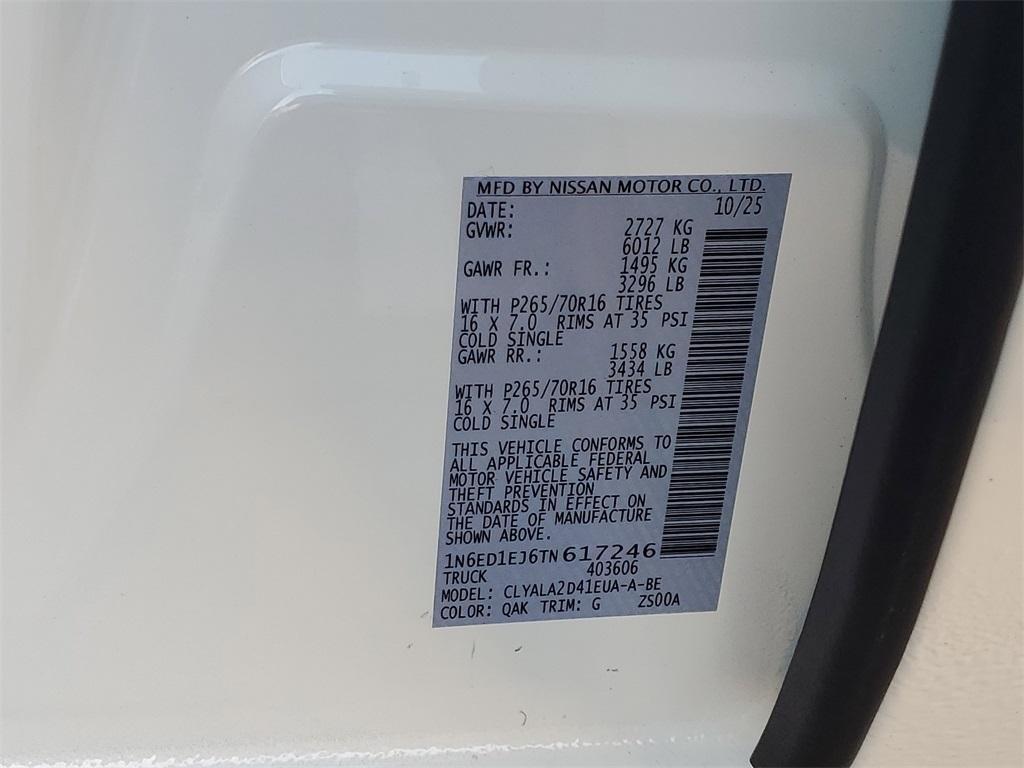 MFD BY NISSAN MOTOR CO., LTD.
DATE: 10/25
GVWR: 2727 KG
6012 LB
GAWR FR.: 1495 KG
3296 LB
WITH P265/70R16 TIRES
16 X 7.0 RIMS AT 35 PSI
COLD SINGLE
GAWR RR.: 1558 KG
3434 LB
WITH P265/70R16 TIRES
16 X 7.0 RIMS AT 35 PSI
COLD SINGLE
THIS VEHICLE CONFORMS TO
ALL APPLICABLE FEDERAL
MOTOR VEHICLE SAFETY AND
THEFT PREVENTION
STANDARDS IN EFFECT ON
THE DATE OF MANUFACTURE
SHOWN ABOVE.
1N6ED1EJ6TN617246
TRUCK 403606
MODEL: CLYALA2D41EUA-A-BE
COLOR: QAK TRIM: G ZS00A